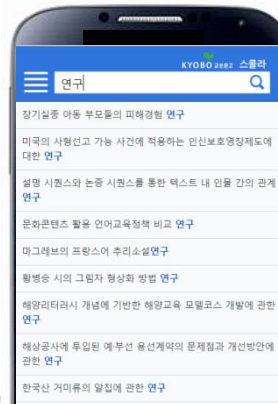 KYOBO 교보문고 스콜라
연구
장기실종 아동 부모들의 피해경험 연구
미국의 사형선고 가능 사건에 적용하는 인신보호영장제도에
대한 연구
설명 시퀀스와 논증 시퀀스를 통한 텍스트 내 인물 간의 관계
연구
문화콘텐츠 활용 언어교육정책 비교 연구
마그레브의 프랑스어 추리소설연구
황병승 시의 그림자 형상화 방법 연구
해양리터러시 개념에 기반한 해양교육 모델코스 개발에 관한
연구
해상공사에 투입된 예·부선 용선계약의 문제점과 개선방안에
관한 연구
한국산 거미류의 알집에 관한 연구